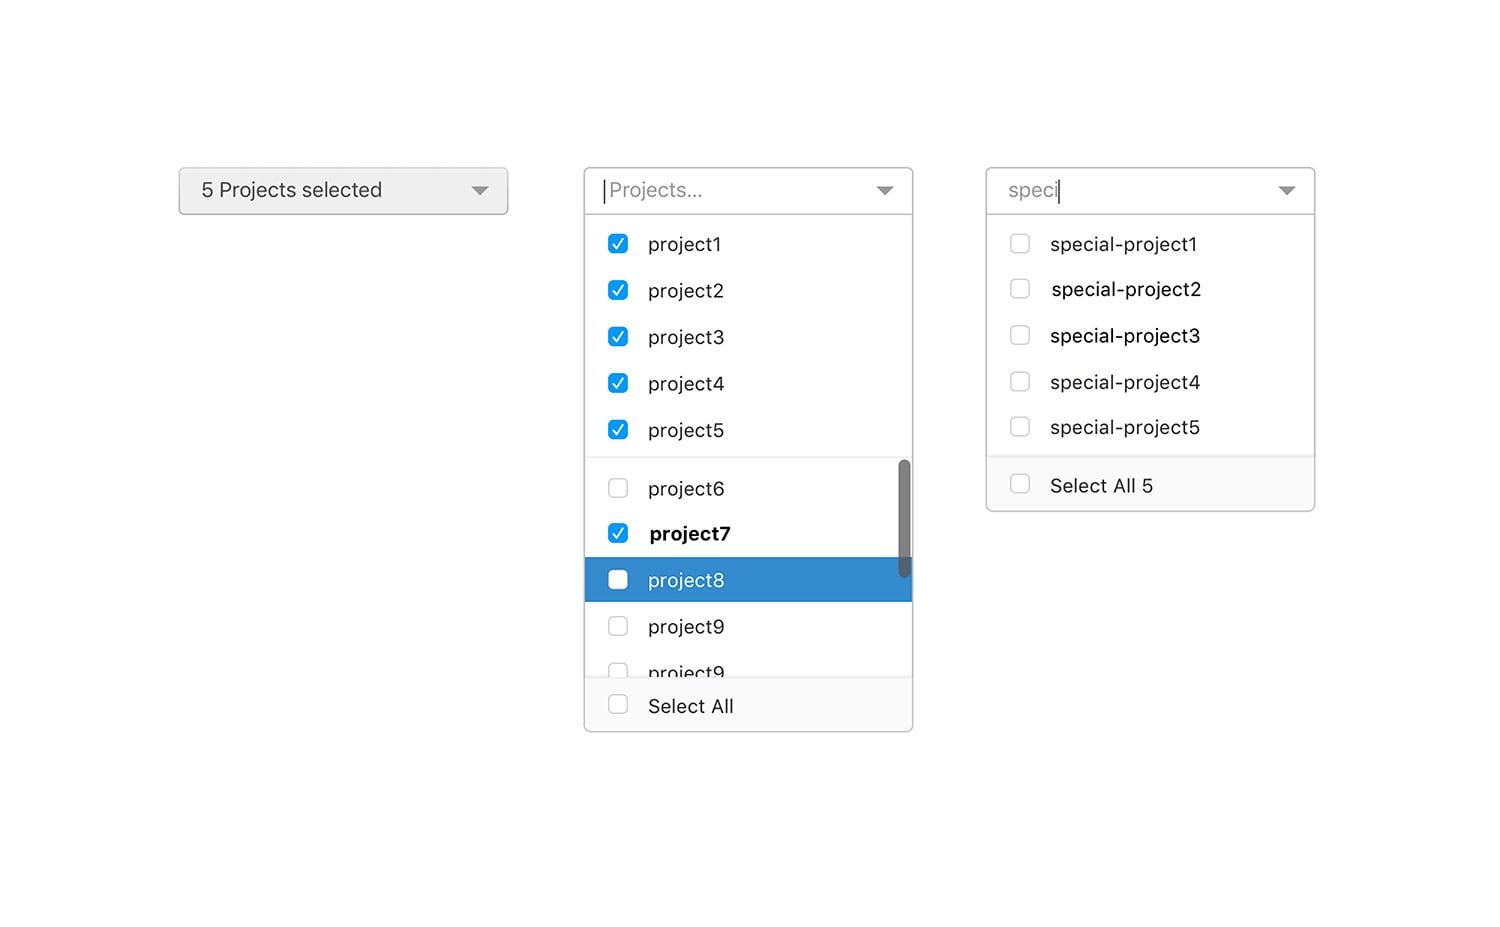 5 Projects selected
Projects...
project1
project2
project3
project4
project5
project6
project7
project8
project9
project9
Select All
speci
special-project1
special-project2
special-project3
special-project4
special-project5
Select All 5